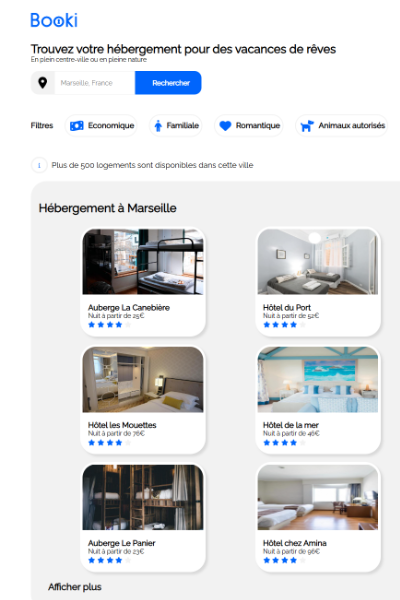 Booki
Trouvez votre hébergement pour des vacances de rêves
En plein centre-ville ou en pleine nature
Marseille, France
Rechercher
Filtres
Economique
Familiale
Romantique
Animaux autorisés
i Plus de 500 logements sont disponibles dans cette ville
Hébergement à Marseille
Auberge La Canebière
Nuit à partir de 25€
Hôtel du Port
Nuit à partir de 52€
Hôtel les Mouettes
Nuit à partir de 76€
Hôtel de la mer
Nuit à partir de 46€
Auberge Le Panier
Nuit à partir de 23€
Hôtel chez Amina
Nuit à partir de 96€
Afficher plus